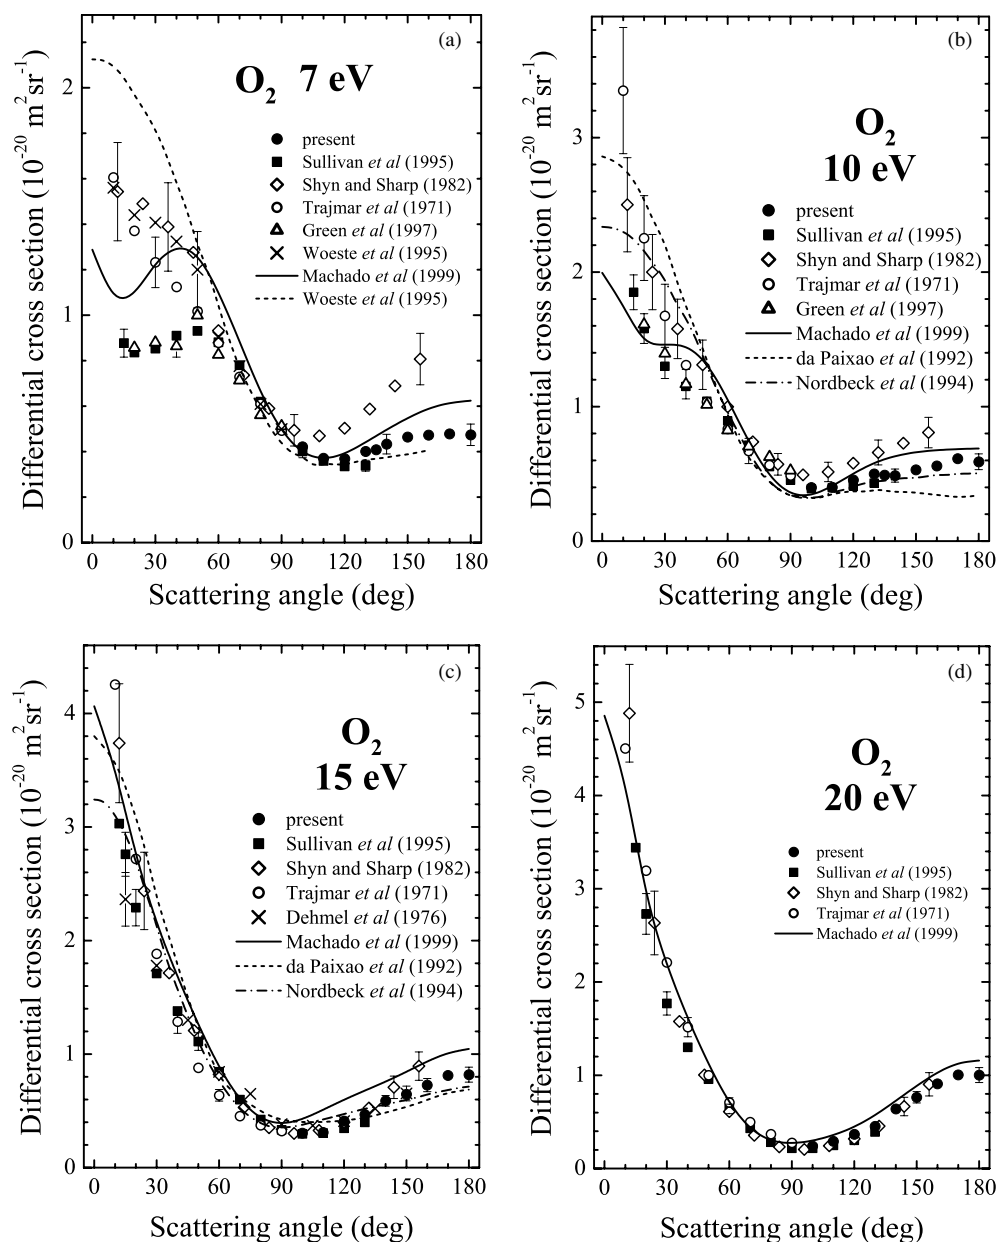 (a)
O2 7 eV
present
Sullivan et al (1995)
Shyn and Sharp (1982)
Trajmar et al (1971)
Green et al (1997)
Woeste et al (1995)
Machado et al (1999)
Woeste et al (1995)
2
1
0
0 30 60 90 120 150 180
Scattering angle (deg)
Differential cross section (10-20 m2sr-1)
(b)
O2
10 eV
present
Sullivan et al (1995)
Shyn and Sharp (1982)
Trajmar et al (1971)
Green et al (1997)
Machado et al (1999)
da Paixao et al (1992)
Nordbeck et al (1994)
3
2
1
0
0 30 60 90 120 150 180
Scattering angle (deg)
Differential cross section (10-20 m2sr-1)
(c)
O2
15 eV
present
Sullivan et al (1995)
Shyn and Sharp (1982)
Trajmar et al (1971)
Dehmel et al (1976)
Machado et al (1999)
da Paixao et al (1992)
Nordbeck et al (1994)
4
3
2
1
0
0 30 60 90 120 150 180
Scattering angle (deg)
Differential cross section (10-20 m2sr-1)
(d)
O2
20 eV
present
Sullivan et al (1995)
Shyn and Sharp (1982)
Trajmar et al (1971)
Machado et al (1999)
5
4
3
2
1
0
0 30 60 90 120 150 180
Scattering angle (deg)
Differential cross section (10-20 m2sr-1)